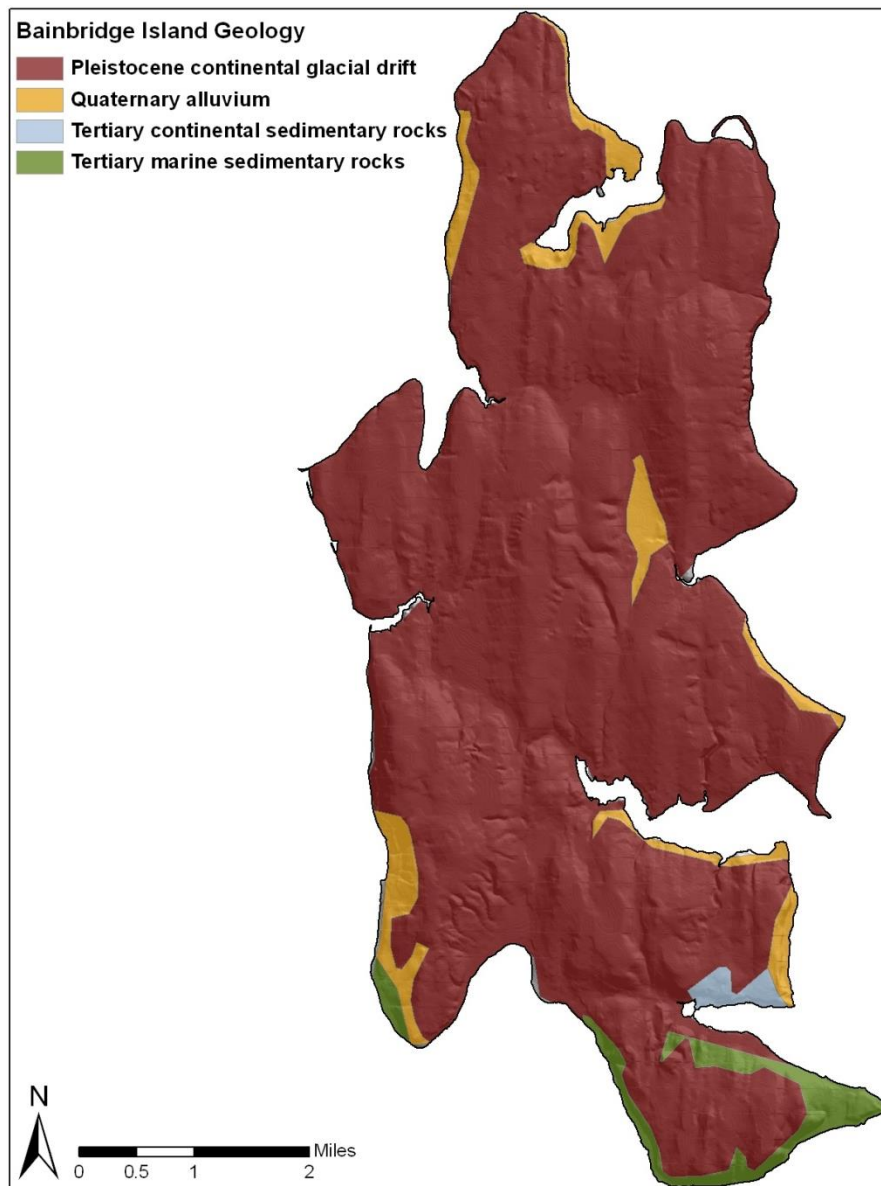 Bainbridge Island Geology
Pleistocene continental glacial drift
Quaternary alluvium
Tertiary continental sedimentary rocks
Tertiary marine sedimentary rocks
N
Miles
0 0.5 1 2